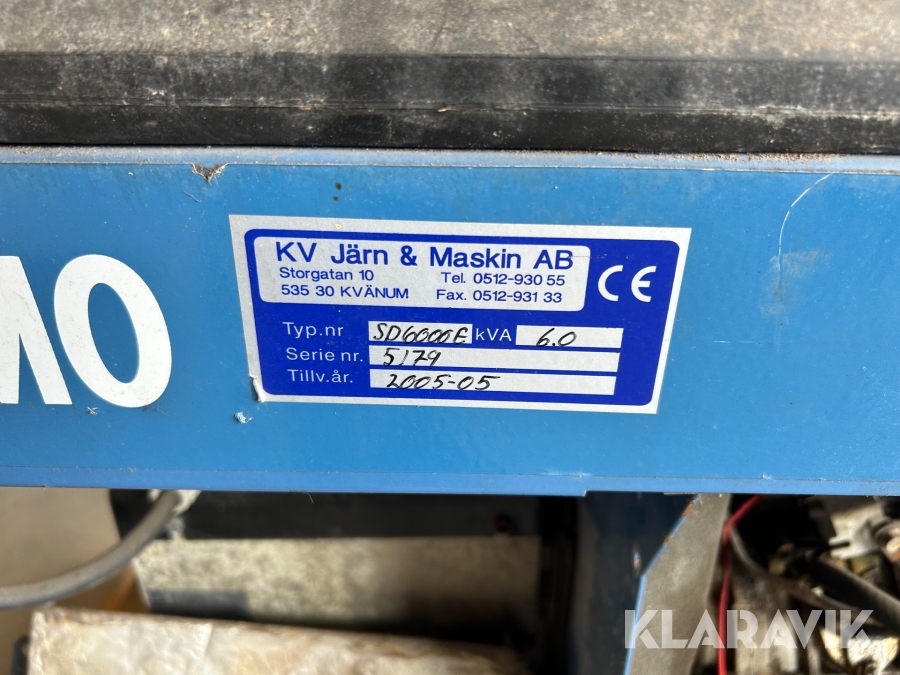 MO
KV Järn & Maskin AB
Storgatan 10 Tel. 0512-930 55
535 30 KVÄNUM Fax. 0512-931 33
CE
Typ.nr SD6000E kVA 6.0
Serie nr. 5179
Tillv.år. 2005-05
KLARAVIK